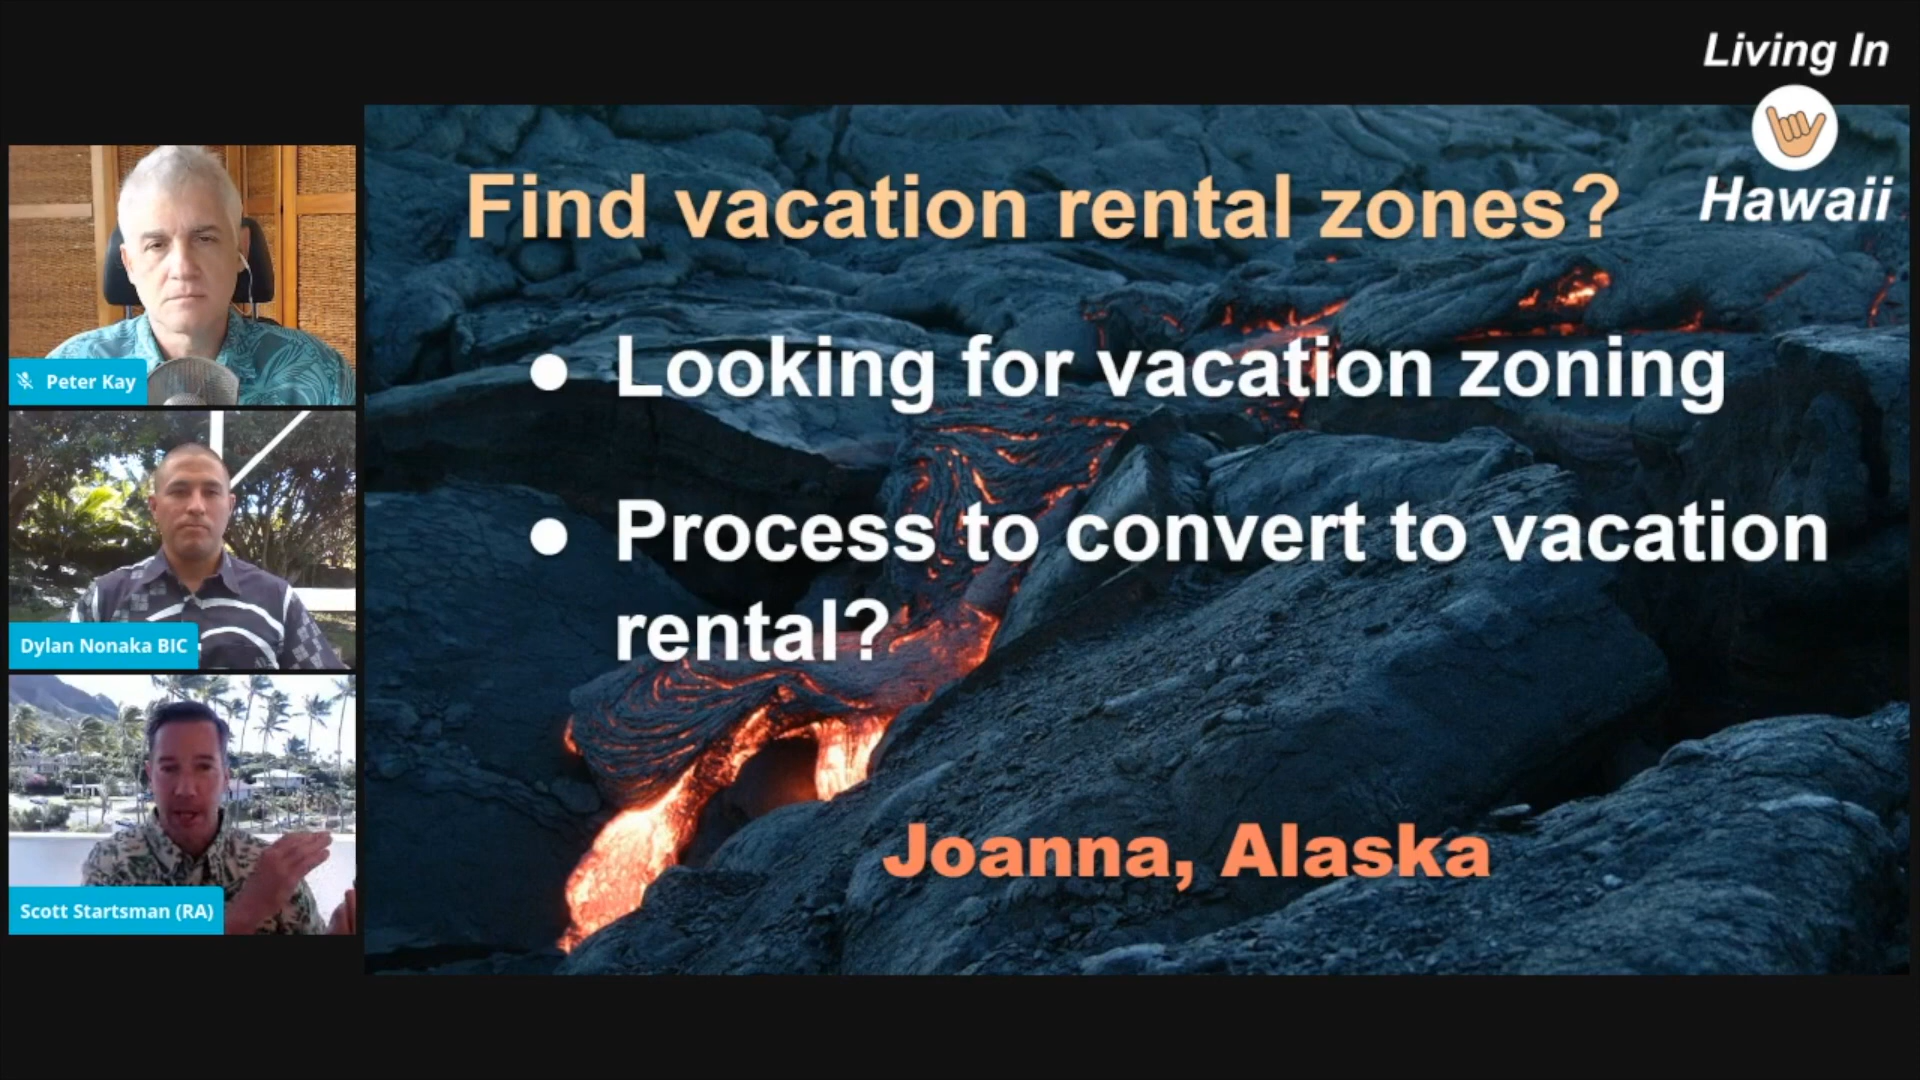 Living In
Hawaii
Find vacation rental zones?
● Looking for vacation zoning
● Process to convert to vacation
rental?
Joanna, Alaska
Peter Kay
Dylan Nonaka BIC
Scott Startsman (RA)